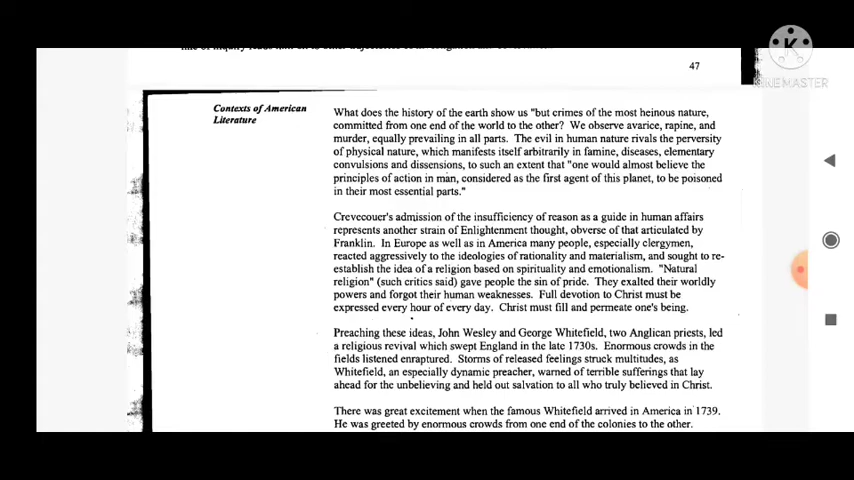 47
KINEMASTER
Contexts of American
Literature
What does the history of the earth show us "but crimes of the most heinous nature,
committed from one end of the world to the other? We observe avarice, rapine, and
murder, equally prevailing in all parts. The evil in human nature rivals the perversity
of physical nature, which manifests itself arbitrarily in famine, diseases, elementary
convulsions and dissensions, to such an extent that "one would almost believe the
principles of action in man, considered as the first agent of this planet, to be poisoned
in their most essential parts."
Crevecouer's admission of the insufficiency of reason as a guide in human affairs
represents another strain of Enlightenment thought, obverse of that articulated by
Franklin. In Europe as well as in America many people, especially clergymen,
reacted aggressively to the ideologies of rationality and materialism, and sought to re-
establish the idea of a religion based on spirituality and emotionalism. "Natural
religion" (such critics said) gave people the sin of pride. They exalted their worldly
powers and forgot their human weaknesses. Full devotion to Christ must be
expressed every hour of every day. Christ must fill and permeate one's being.
Preaching these ideas, John Wesley and George Whitefield, two Anglican priests, led
a religious revival which swept England in the late 1730s. Enormous crowds in the
fields listened enraptured. Storms of released feelings struck multitudes, as
Whitefield, an especially dynamic preacher, warned of terrible sufferings that lay
ahead for the unbelieving and held out salvation to all who truly believed in Christ.
There was great excitement when the famous Whitefield arrived in America in 1739.
He was greeted by enormous crowds from one end of the colonies to the other.